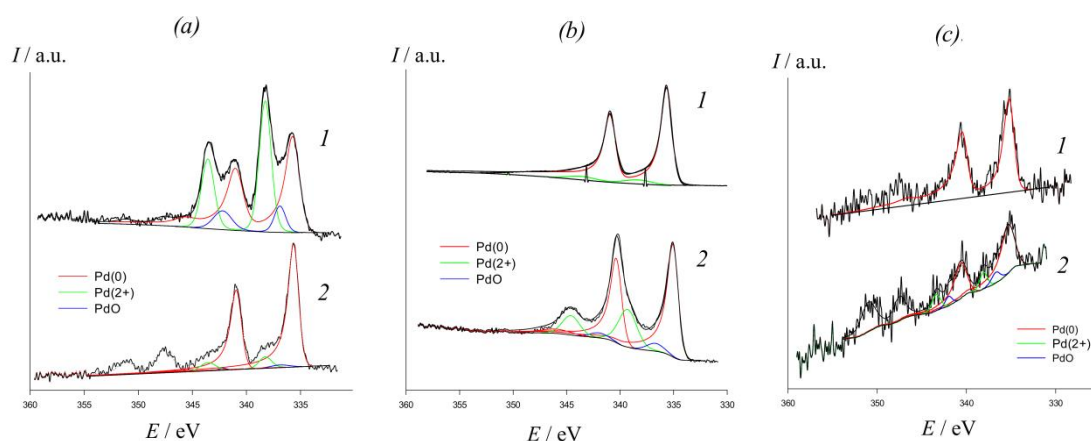 (a)
I / a.u.
1
2
Pd(0)
Pd(2+)
PdO
360 355 350 345 340 335 330
E / eV
(b)
I / a.u.
1
2
Pd(0)
Pd(2+)
PdO
360 355 350 345 340 335 330
E / eV
(c).
I / a.u.
1
2
Pd(0)
Pd(2+)
PdO
360 350 340 330
E / eV